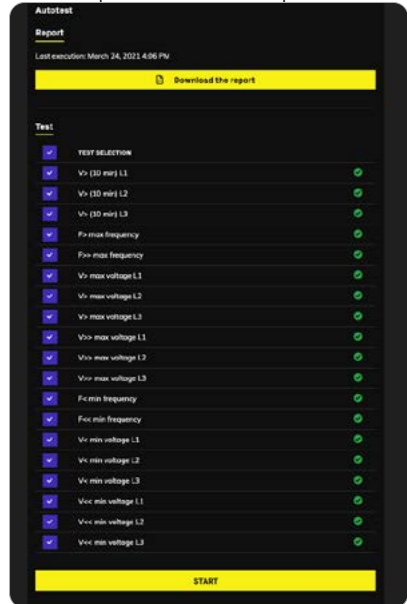 Autotest
Report
Last execution: March 24, 2021 4:06 PM
Download the report
Test
TEST SELECTION
V> (10 min) L1
V> (10 min) L2
V> (10 min) L3
F> max frequency
F>> max frequency
V> max voltage L1
V> max voltage L2
V> max voltage L3
V>> max voltage L1
V>> max voltage L2
V>> max voltage L3
F< min frequency
F<< min frequency
V< min voltage L1
V< min voltage L2
V< min voltage L3
V<< min voltage L1
V<< min voltage L2
V<< min voltage L3
START